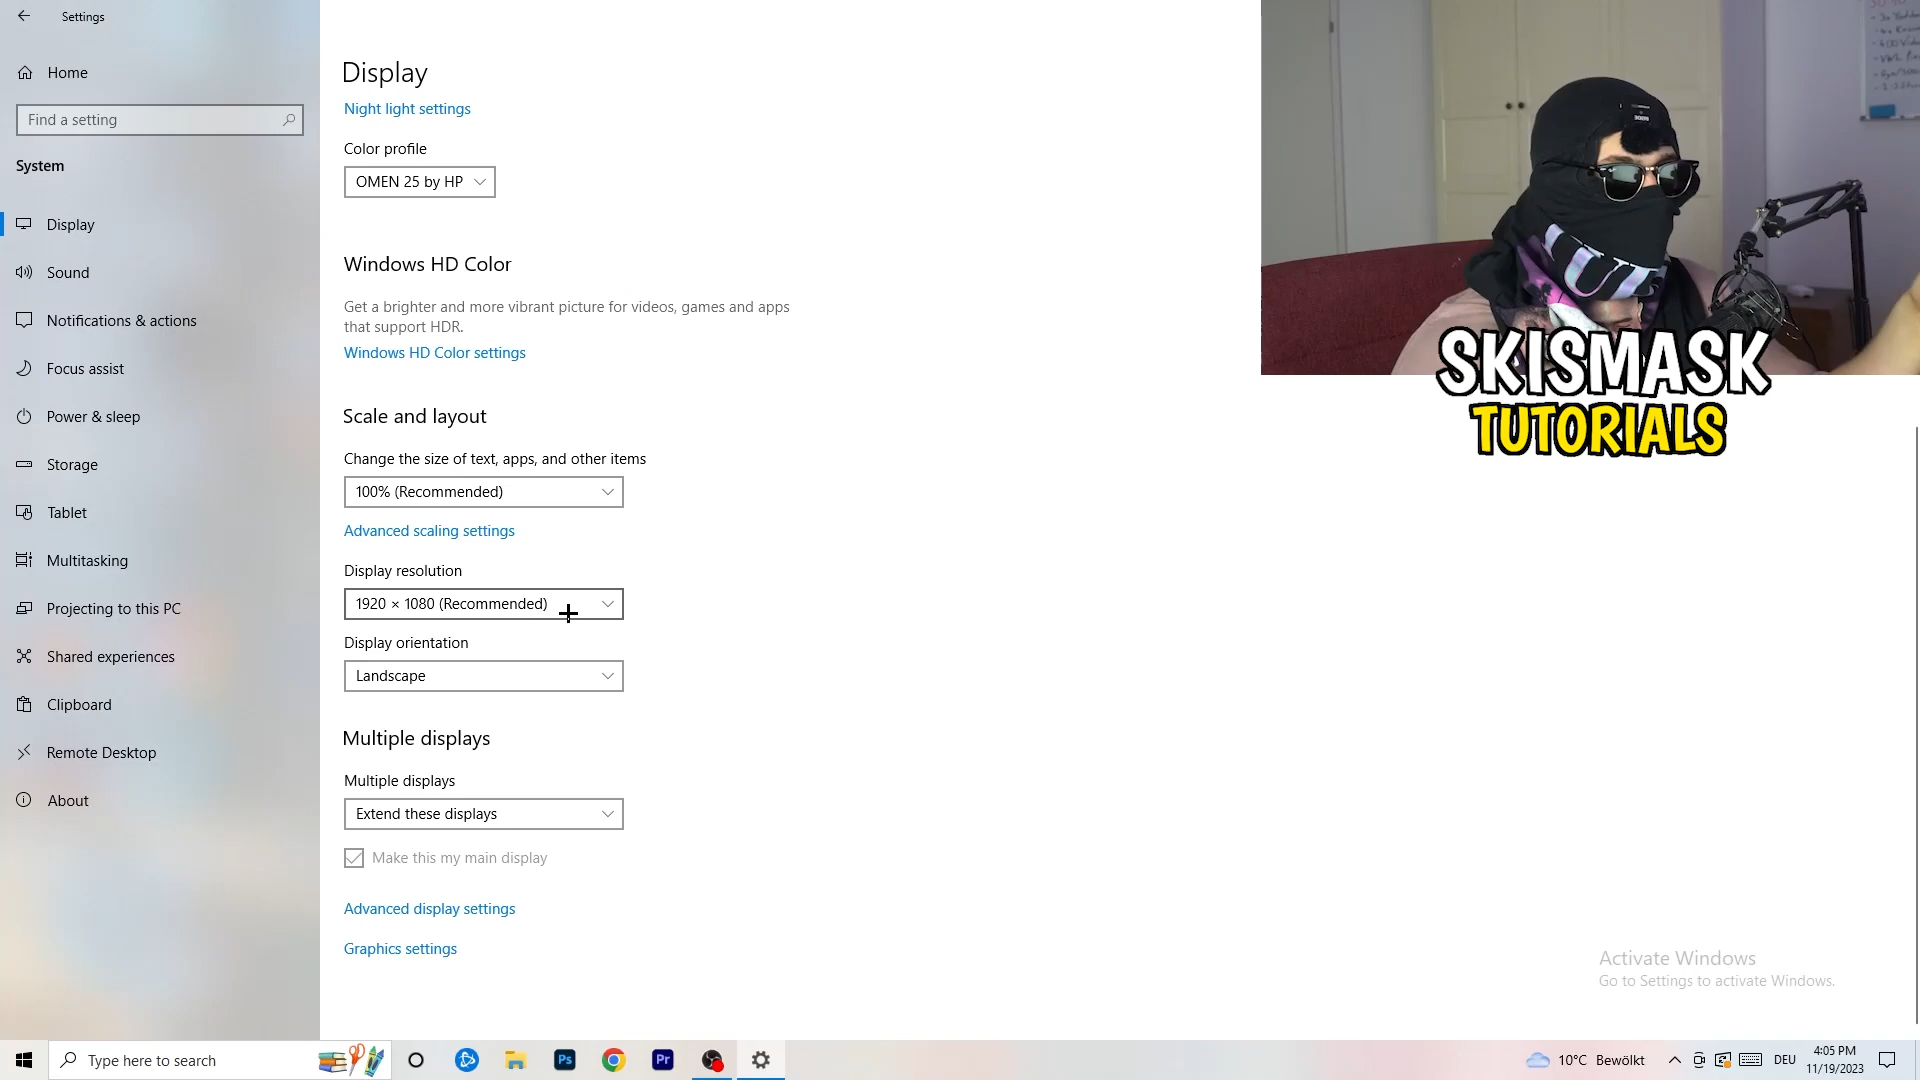 Settings
Home
Find a setting
System
Display
Sound
Notifications & actions
Focus assist
Power & sleep
Storage
Tablet
Multitasking
Projecting to this PC
Shared experiences
Clipboard
Remote Desktop
About
Display
Night light settings
Color profile
OMEN 25 by HP
Windows HD Color
Get a brighter and more vibrant picture for videos, games and apps
that support HDR.
Windows HD Color settings
Scale and layout
Change the size of text, apps, and other items
100% (Recommended)
Advanced scaling settings
Display resolution
1920 × 1080 (Recommended)
Display orientation
Landscape
Multiple displays
Multiple displays
Extend these displays
Make this my main display
Advanced display settings
Graphics settings
SKISMASK
TUTORIALS
Activate Windows
Go to Settings to activate Windows.
Type here to search
Ps
Pr
10°C Bewölkt
DEU
4:05 PM
11/19/2023